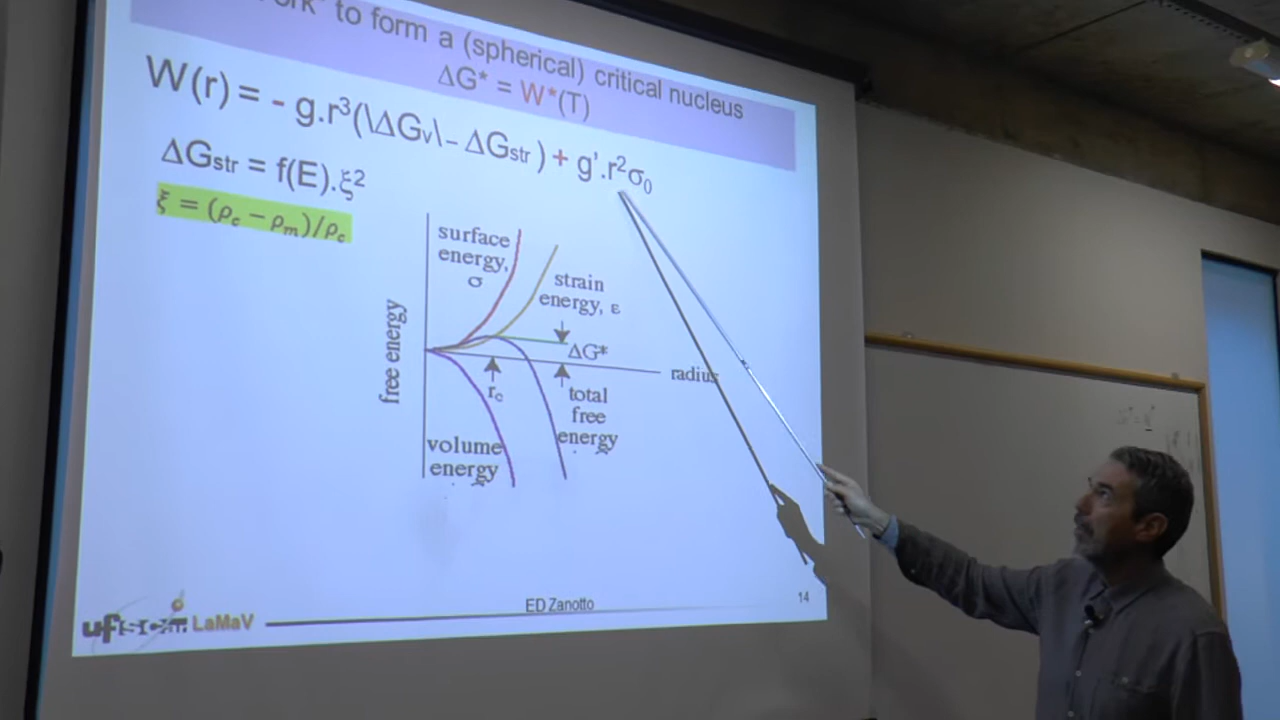 to form a (spherical) critical nucleus
ΔG* = W*(T)
W(r) = - g.r³(\ΔGv\ - ΔGstr ) + g'.r²σ₀
ΔGstr = f(E).ξ²
ξ = (ρc − ρm)/ρc
surface
energy,
σ
strain
energy, ε
free energy
ΔG*
radius
rc
total
free
energy
volume
energy
ufscar LaMaV
ED Zanotto
14